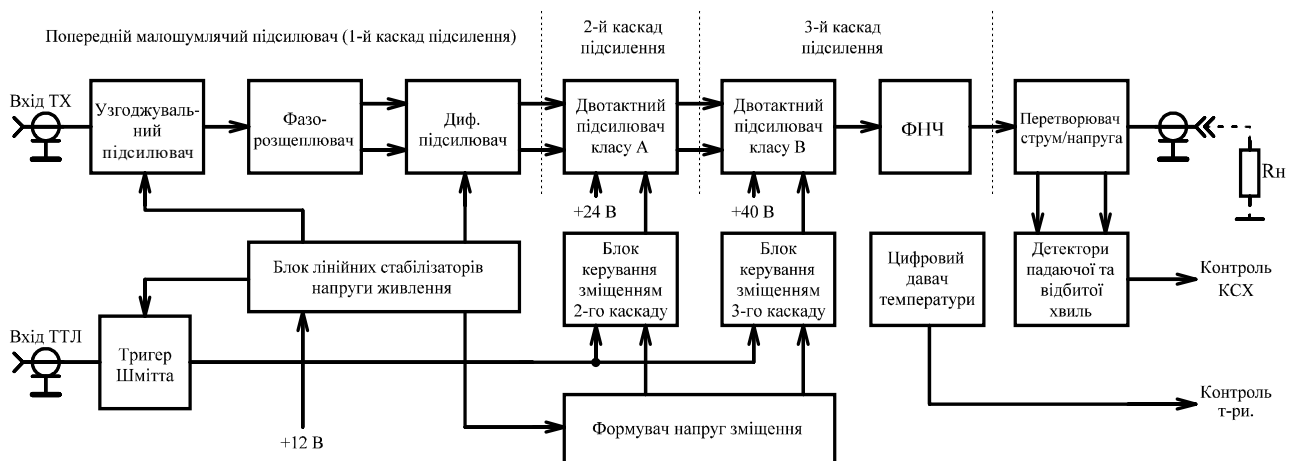 Попередній малошумлячий підсилювач (1-й каскад підсилення)
2-й каскад
підсилення
3-й каскад
підсилення
Вхід ТХ
Узгоджуваль-
ний
підсилювач
Фазо-
розщеплювач
Диф.
підсилювач
Двотактний
підсилювач
класу А
Двотактний
підсилювач
класу В
ФНЧ
Перетворювач
струм/напруга
Rн
+24 В
+40 В
Блок лінійних стабілізаторів
напруги живлення
Блок
керування
зміщенням
2-го каскаду
Блок
керування
зміщенням
3-го каскаду
Цифровий
давач
температури
Детектори
падаючої та
відбитої
хвиль
Контроль
КСХ
Вхід ТТЛ
Тригер
Шмітта
+12 В
Формувач напруг зміщення
Контроль
т-ри.